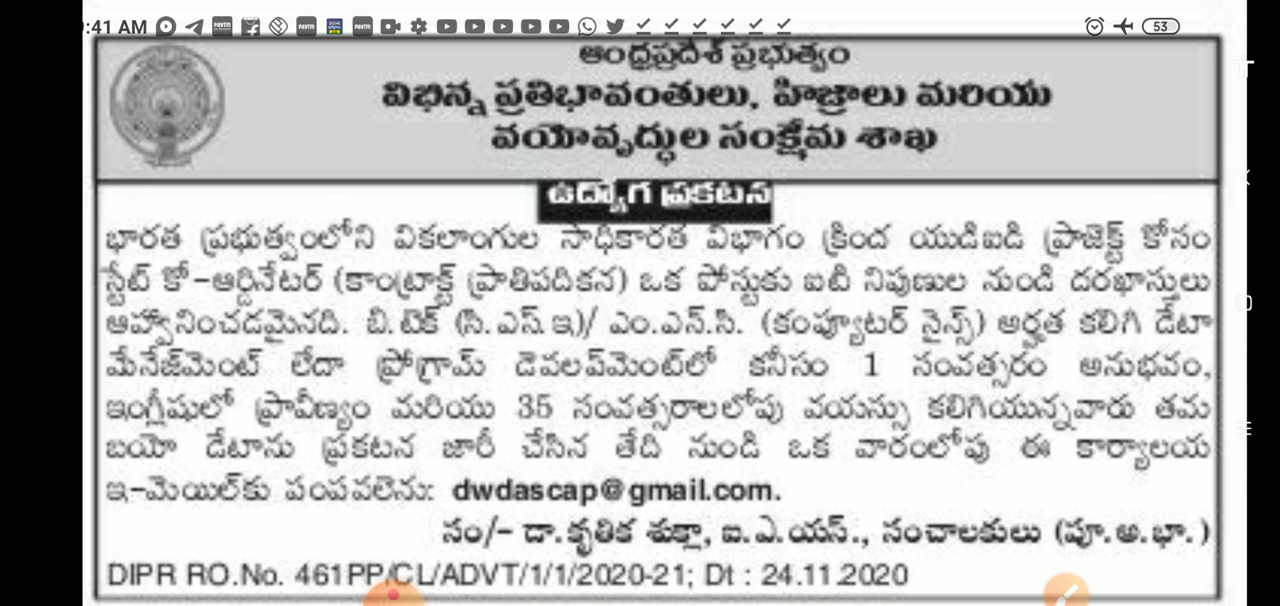 :41 AM
53
ఆంధ్రప్రదేశ్ ప్రభుత్వం
విభిన్న ప్రతిభావంతులు, హిజ్రాలు మరియు
వయోవృద్ధుల సంక్షేమ శాఖ
ఉద్యోగ ప్రకటన
భారత ప్రభుత్వంలోని వికలాంగుల సాధికారత విభాగం క్రింద యుడిఐడి ప్రాజెక్ట్ కోసం
స్టేట్ కో-ఆర్డినేటర్ (కాంట్రాక్ట్ ప్రాతిపదికన) ఒక పోస్టుకు ఐటీ నిపుణుల నుండి దరఖాస్తులు
ఆహ్వానించడమైనది. బి.టెక్ (సి.ఎస్.ఇ)/ ఎం.ఎస్.సి. (కంప్యూటర్ సైన్స్) అర్హత కలిగి డేటా
మేనేజ్‌మెంట్ లేదా ప్రోగ్రామ్ డెవలప్‌మెంట్‌లో కనీసం 1 సంవత్సరం అనుభవం,
ఇంగ్లీషులో ప్రావీణ్యం మరియు 35 సంవత్సరాలలోపు వయస్సు కలిగియున్నవారు తమ
బయో డేటాను ప్రకటన జారీ చేసిన తేది నుండి ఒక వారంలోపు ఈ కార్యాలయ
ఇ-మెయిల్‌కు పంపవలెను: dwdascap@gmail.com.
సం/- డా.కృతిక శుక్లా, ఐ.ఎ.యస్., సంచాలకులు (పూ.అ.భా.)
DIPR RO.No. 461PP/CL/ADVT/1/1/2020-21; Dt : 24.11.2020